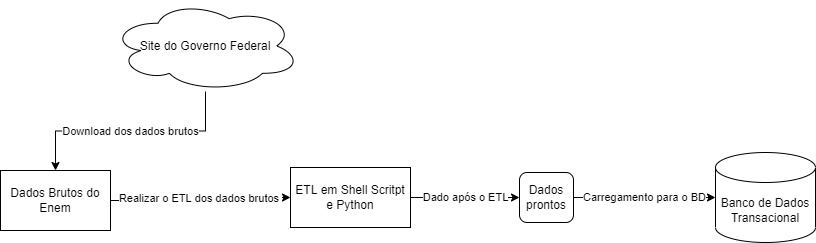 Site do Governo Federal
Download dos dados brutos
Dados Brutos do
Enem
Realizar o ETL dos dados brutos
ETL em Shell Scritpt
e Python
Dado após o ETL
Dados
prontos
Carregamento para o BD
Banco de Dados
Transacional